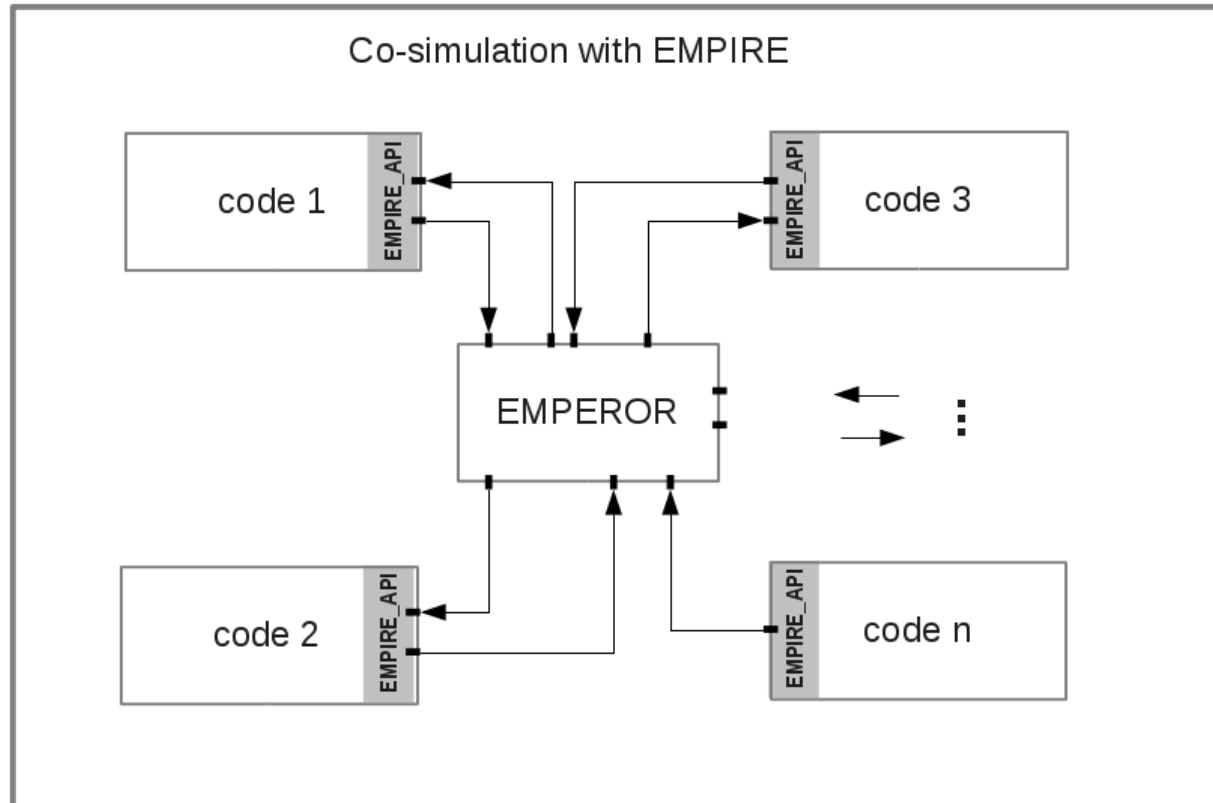 Co-simulation with EMPIRE
code 1
EMPIRE_API
EMPIRE_API
code 3
EMPEROR
code 2
EMPIRE_API
EMPIRE_API
code n